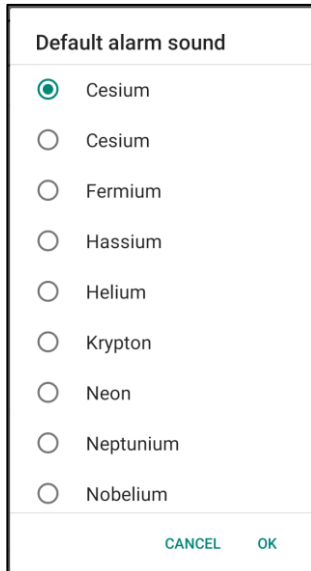 Default alarm sound
Cesium
Cesium
Fermium
Hassium
Helium
Krypton
Neon
Neptunium
Nobelium
CANCEL OK